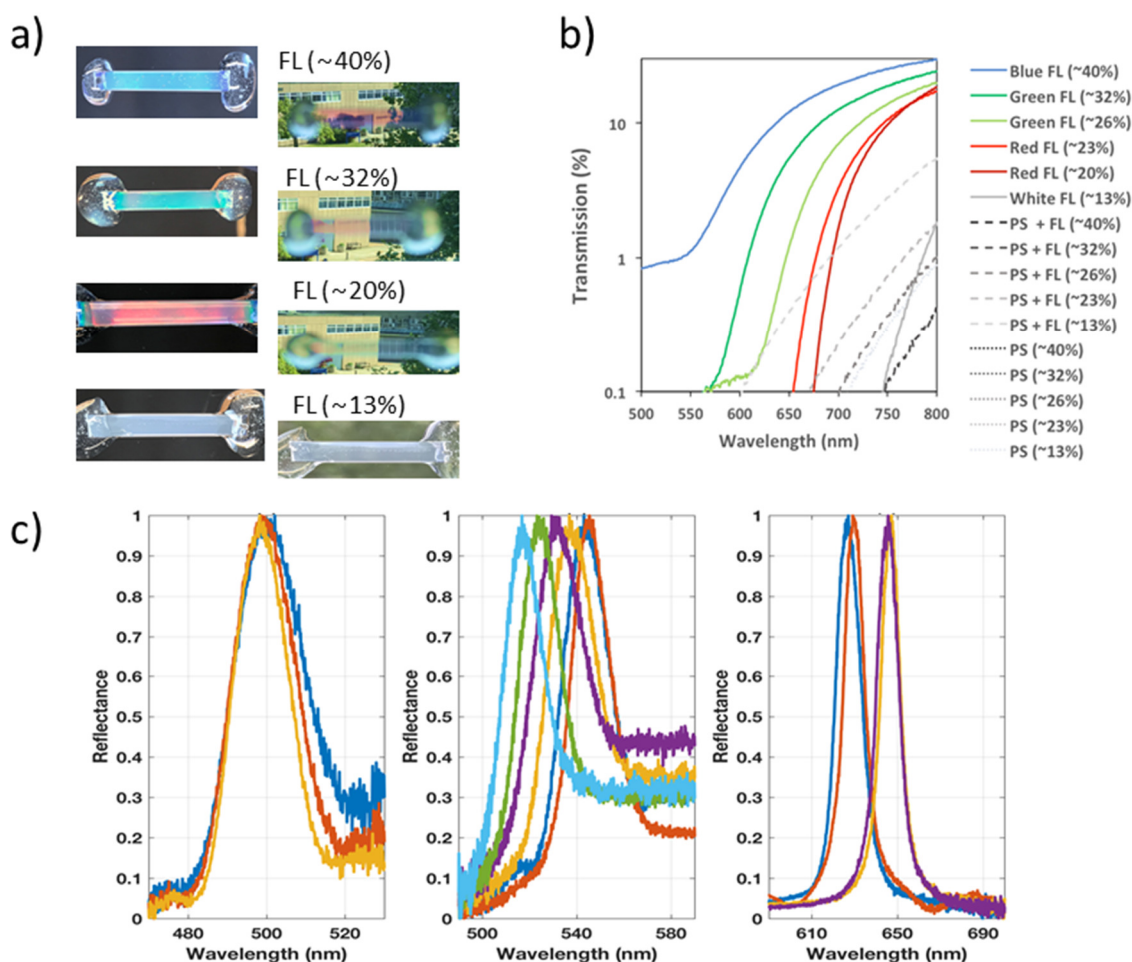 a)
FL (~40%)
FL (~32%)
FL (~20%)
FL (~13%)
b)
Transmission (%)
10
1
0.1
500 550 600 650 700 750 800
Wavelength (nm)
Blue FL (~40%)
Green FL (~32%)
Green FL (~26%)
Red FL (~23%)
Red FL (~20%)
White FL (~13%)
PS + FL (~40%)
PS + FL (~32%)
PS + FL (~26%)
PS + FL (~23%)
PS + FL (~13%)
PS (~40%)
PS (~32%)
PS (~26%)
PS (~23%)
PS (~13%)
c)
Reflectance
1
0.9
0.8
0.7
0.6
0.5
0.4
0.3
0.2
0.1
0
480 500 520
Wavelength (nm)
Reflectance
1
0.9
0.8
0.7
0.6
0.5
0.4
0.3
0.2
0.1
0
500 540 580
Wavelength (nm)
Reflectance
1
0.9
0.8
0.7
0.6
0.5
0.4
0.3
0.2
0.1
0
610 650 690
Wavelength (nm)